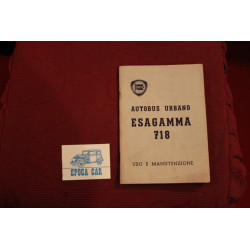 AUTOBUS URBANO
ESAGAMMA
718
USO E MANUTENZIONE
EPOCA CAR